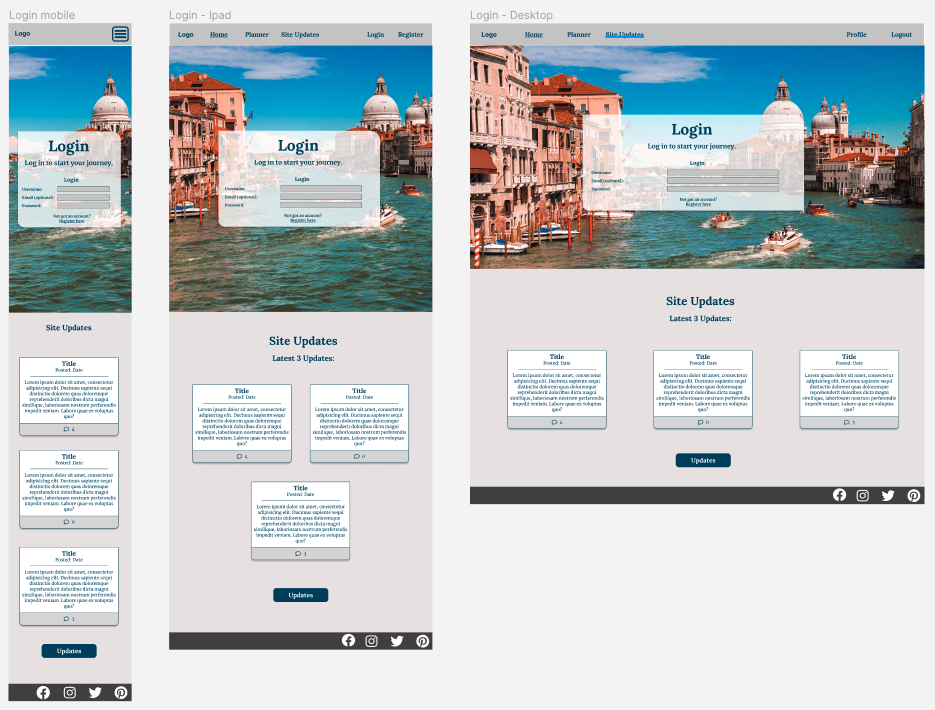 Login mobile
Logo
Login
Log in to start your journey.
Login
Username:
Email (optional):
Password:
Not got an account?
Register here
Site Updates
Title
Posted: Date
Lorem ipsum dolor sit amet, consectetur
adipisicing elit. Ducimus sapiente sequi
distinctio dolorem quas doloremque
reprehenderit doloribus dicta magni
similique, laboriosam nostrum perferendis
impedit veniam. Labore quae ex voluptas
quo?
4
Title
Posted: Date
Lorem ipsum dolor sit amet, consectetur
adipisicing elit. Ducimus sapiente sequi
distinctio dolorem quas doloremque
reprehenderit doloribus dicta magni
similique, laboriosam nostrum perferendis
impedit veniam. Labore quae ex voluptas
quo?
0
Title
Posted: Date
Lorem ipsum dolor sit amet, consectetur
adipisicing elit. Ducimus sapiente sequi
distinctio dolorem quas doloremque
reprehenderit doloribus dicta magni
similique, laboriosam nostrum perferendis
impedit veniam. Labore quae ex voluptas
quo?
Updates
Login - Ipad
Logo Home Planner Site Updates Login Register
Login
Log in to start your journey.
Login
Username:
Email (optional):
Password:
Not got an account?
Register here
Site Updates
Latest 3 Updates:
Title
Posted: Date
Lorem ipsum dolor sit amet, consectetur
adipisicing elit. Ducimus sapiente sequi
distinctio dolorem quas doloremque
reprehenderit doloribus dicta magni
similique, laboriosam nostrum perferendis
impedit veniam. Labore quae ex voluptas
quo?
Title
Posted: Date
Lorem ipsum dolor sit amet, consectetur
adipisicing elit. Ducimus sapiente sequi
distinctio dolorem quas doloremque
reprehenderit doloribus dicta magni
similique, laboriosam nostrum perferendis
impedit veniam. Labore quae ex voluptas
quo?
0
Title
Posted: Date
Lorem ipsum dolor sit amet, consectetur
adipisicing elit. Ducimus sapiente sequi
distinctio dolorem quas doloremque
reprehenderit doloribus dicta magni
similique, laboriosam nostrum perferendis
impedit veniam. Labore quae ex voluptas
quo?
Updates
Login - Desktop
Logo Home Planner Site Updates Profile Logout
Login
Log in to start your journey.
Login
Username:
Email (optional):
Password:
Not got an account?
Register here
Site Updates
Latest 3 Updates:
Title
Posted: Date
Lorem ipsum dolor sit amet, consectetur
adipisicing elit. Ducimus sapiente sequi
distinctio dolorem quas doloremque
reprehenderit doloribus dicta magni
similique, laboriosam nostrum perferendis
impedit veniam. Labore quae ex voluptas
quo?
Title
Posted: Date
Lorem ipsum dolor sit amet, consectetur
adipisicing elit. Ducimus sapiente sequi
distinctio dolorem quas doloremque
reprehenderit doloribus dicta magni
similique, laboriosam nostrum perferendis
impedit veniam. Labore quae ex voluptas
quo?
0
Title
Posted: Date
Lorem ipsum dolor sit amet, consectetur
adipisicing elit. Ducimus sapiente sequi
distinctio dolorem quas doloremque
reprehenderit doloribus dicta magni
similique, laboriosam nostrum perferendis
impedit veniam. Labore quae ex voluptas
quo?
Updates